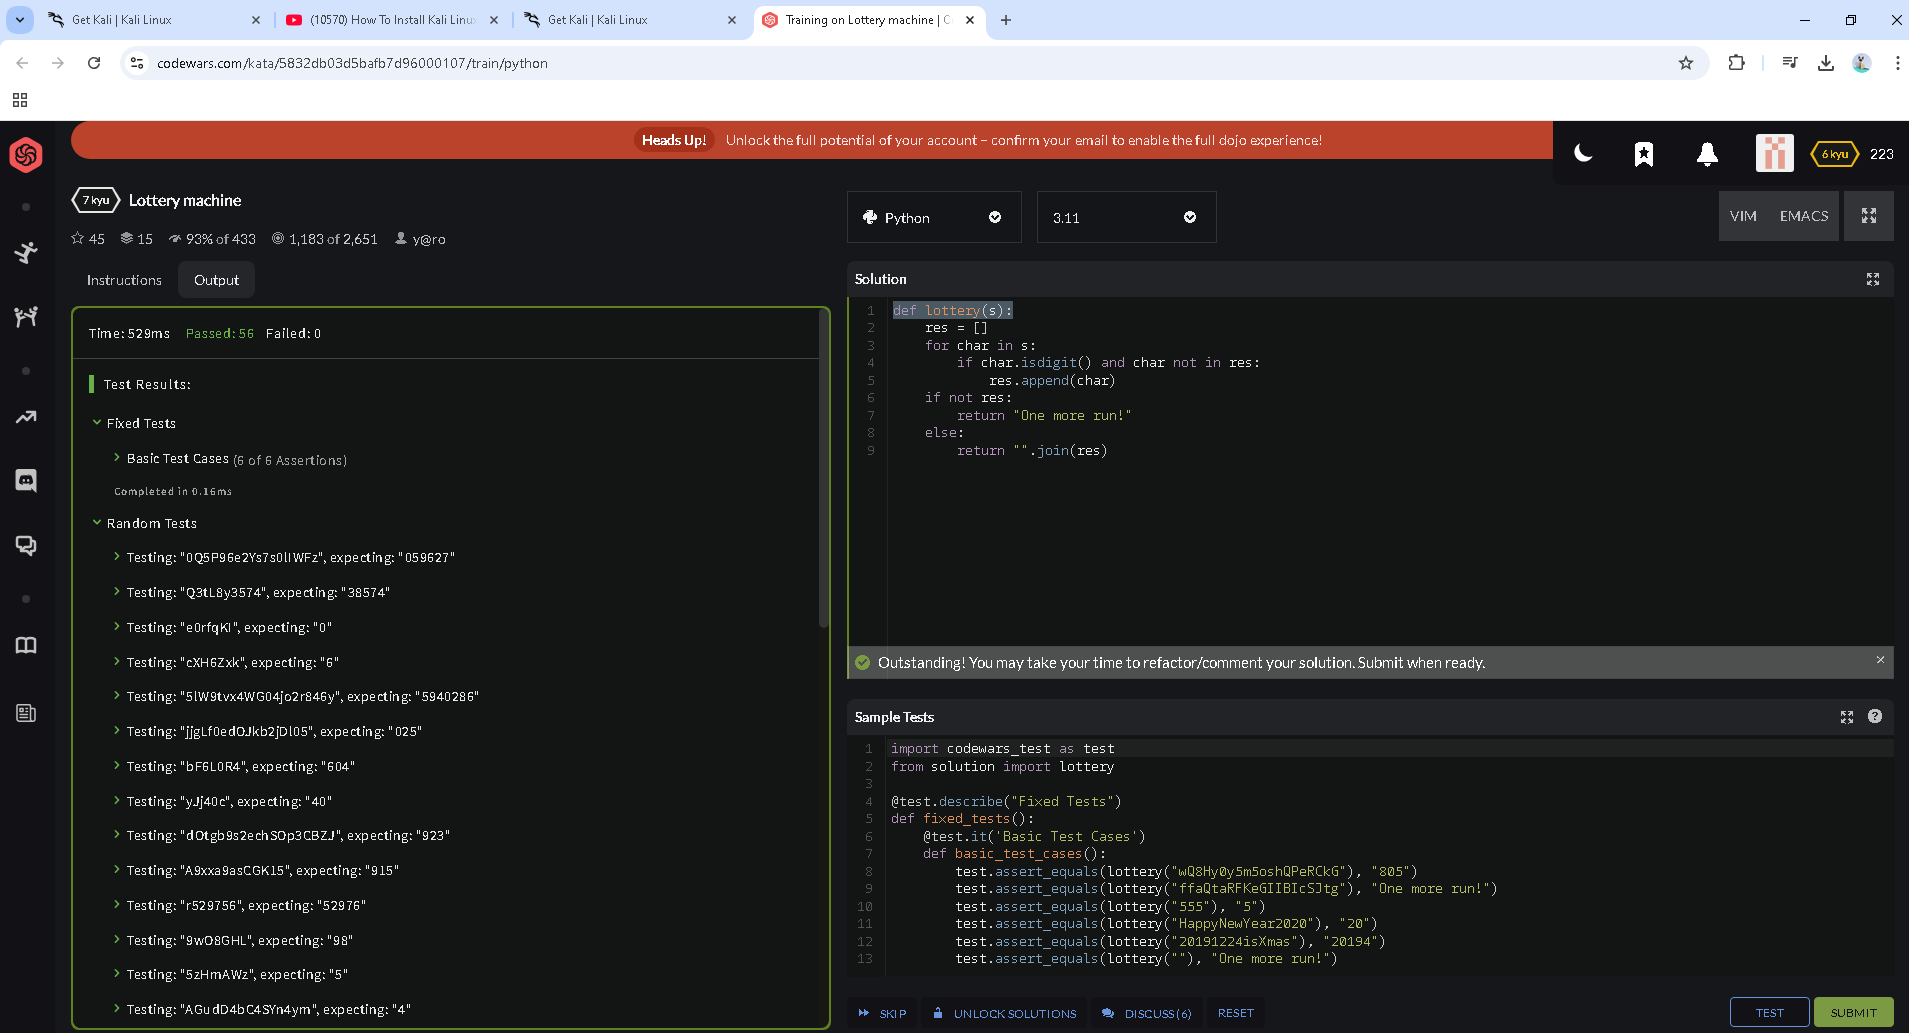 Get Kali | Kali Linux
(10570) How To Install Kali Linu
Get Kali | Kali Linux
Training on Lottery machine |
codewars.com/kata/5832db03d5bafb7d96000107/train/python
Heads Up! Unlock the full potential of your account – confirm your email to enable the full dojo experience!
6 kyu 223
7 kyu Lottery machine
45 15 93% of 433 1,183 of 2,651 y@ro
Python
3.11
VIM EMACS
Instructions Output
Time: 529ms Passed: 56 Failed: 0
Test Results:
Fixed Tests
Basic Test Cases (6 of 6 Assertions)
Completed in 0.16ms
Random Tests
Testing: "0Q5P96e2Ys7s0lIWFz", expecting: "059627"
Testing: "Q3tL8y3574", expecting: "38574"
Testing: "e0rfqKI", expecting: "0"
Testing: "cXH6Zxk", expecting: "6"
Testing: "5lW9tvx4WG04jo2r846y", expecting: "5940286"
Testing: "jjgLf0edOJkb2jDl05", expecting: "025"
Testing: "bF6L0R4", expecting: "604"
Testing: "yJj40c", expecting: "40"
Testing: "dOtgb9s2echSOp3CBZJ", expecting: "923"
Testing: "A9xxa9asCGK15", expecting: "915"
Testing: "r529756", expecting: "52976"
Testing: "9wO8GHL", expecting: "98"
Testing: "5zHmAWz", expecting: "5"
Testing: "AGudD4bC4SYn4ym", expecting: "4"
Solution
1 def lottery(s):
2 res = []
3 for char in s:
4 if char.isdigit() and char not in res:
5 res.append(char)
6 if not res:
7 return "One more run!"
8 else:
9 return "".join(res)
Outstanding! You may take your time to refactor/comment your solution. Submit when ready.
Sample Tests
1 import codewars_test as test
2 from solution import lottery
3
4 @test.describe("Fixed Tests")
5 def fixed_tests():
6 @test.it('Basic Test Cases')
7 def basic_test_cases():
8 test.assert_equals(lottery("wQ8Hy0y5m5oshQPeRCkG"), "805")
9 test.assert_equals(lottery("ffaQtaRFKeGIIBIcSJtg"), "One more run!")
10 test.assert_equals(lottery("555"), "5")
11 test.assert_equals(lottery("HappyNewYear2020"), "20")
12 test.assert_equals(lottery("20191224isXmas"), "20194")
13 test.assert_equals(lottery(""), "One more run!")
SKIP UNLOCK SOLUTIONS DISCUSS (6) RESET TEST SUBMIT